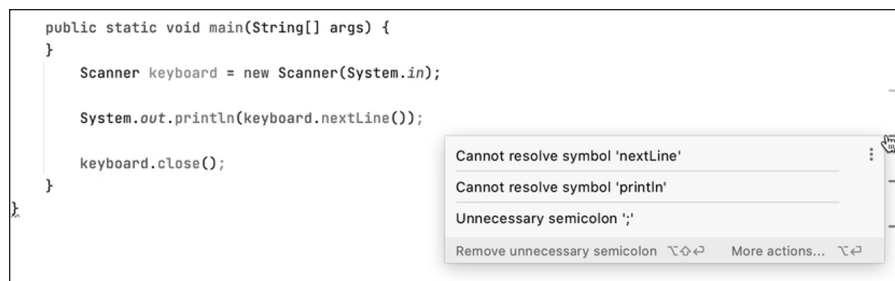 public static void main(String[] args) {
}
Scanner keyboard = new Scanner(System.in);
System.out.println(keyboard.nextLine());
keyboard.close();
}
}
Cannot resolve symbol 'nextLine'
Cannot resolve symbol 'println'
Unnecessary semicolon ';'
Remove unnecessary semicolon ⌥⇧⏎ More actions... ⌥⏎